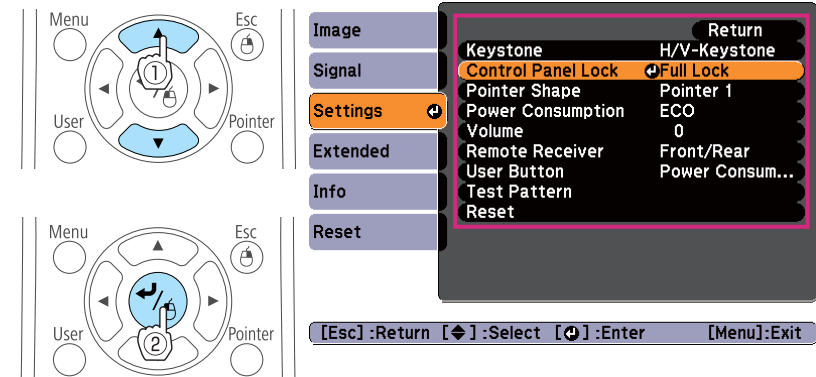 Menu
Esc
①
User
Pointer
Menu
Esc
User
Pointer
②
Image
Signal
Settings
Extended
Info
Reset
Return
Keystone H/V-Keystone
Control Panel Lock Full Lock
Pointer Shape Pointer 1
Power Consumption ECO
Volume 0
Remote Receiver Front/Rear
User Button Power Consum...
Test Pattern
Reset
[Esc] :Return [◆] :Select [⏎] :Enter [Menu]:Exit